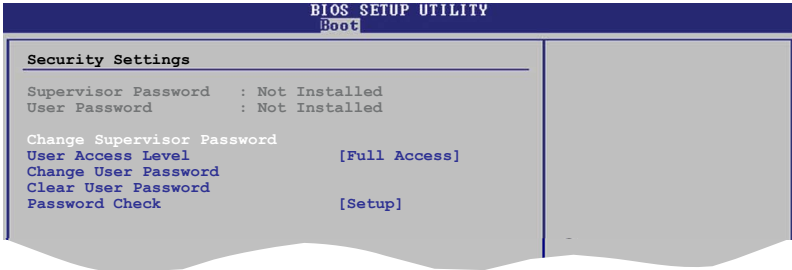 BIOS SETUP UTILITY
Boot
Security Settings
Supervisor Password : Not Installed
User Password : Not Installed
Change Supervisor Password
User Access Level [Full Access]
Change User Password
Clear User Password
Password Check [Setup]